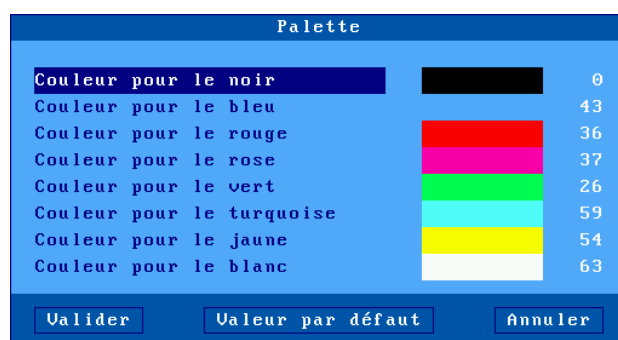 Palette
Couleur pour le noir 0
Couleur pour le bleu 43
Couleur pour le rouge 36
Couleur pour le rose 37
Couleur pour le vert 26
Couleur pour le turquoise 59
Couleur pour le jaune 54
Couleur pour le blanc 63
Valider Valeur par défaut Annuler